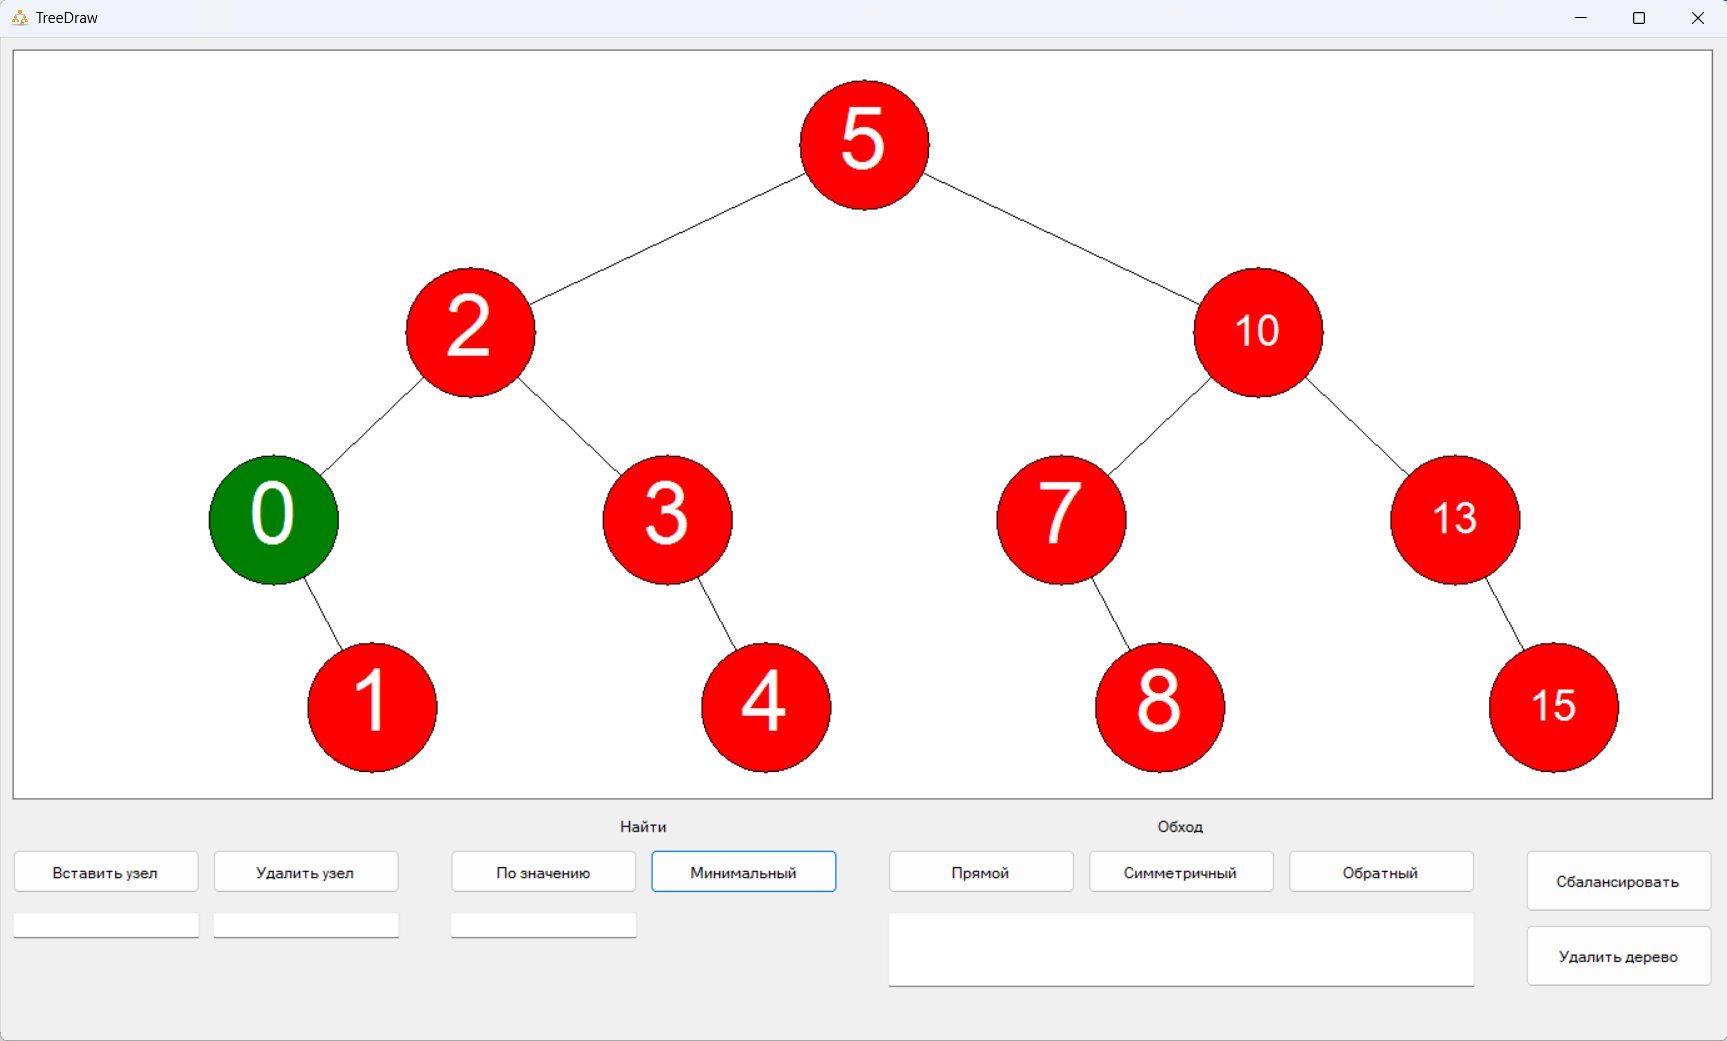 TreeDraw
5
2
10
0
3
7
13
1
4
8
15
Найти
Обход
Вставить узел
Удалить узел
По значению
Минимальный
Прямой
Симметричный
Обратный
Сбалансировать
Удалить дерево